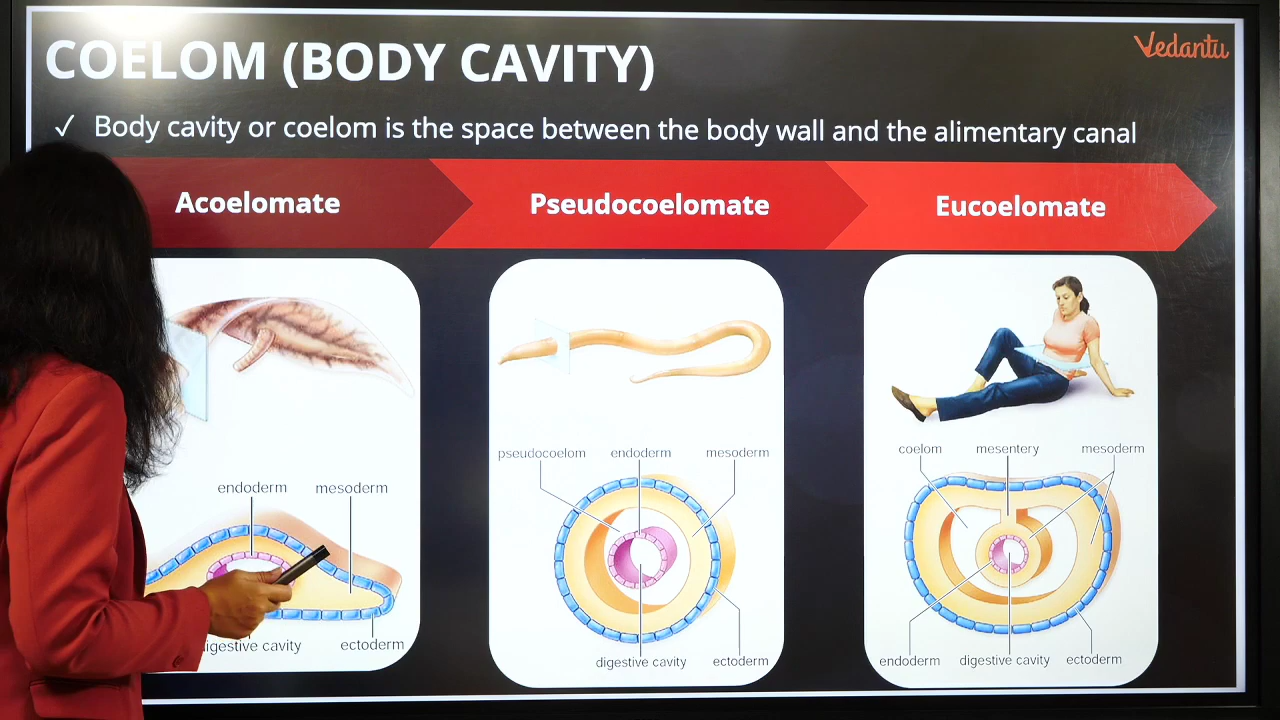 COELOM (BODY CAVITY)
Vedantu
✓ Body cavity or coelom is the space between the body wall and the alimentary canal
Acoelomate
Pseudocoelomate
Eucoelomate
endoderm mesoderm
cavity
ectoderm
pseudocoelom endoderm mesoderm
digestive cavity ectoderm
coelom mesentery mesoderm
endoderm digestive cavity ectoderm